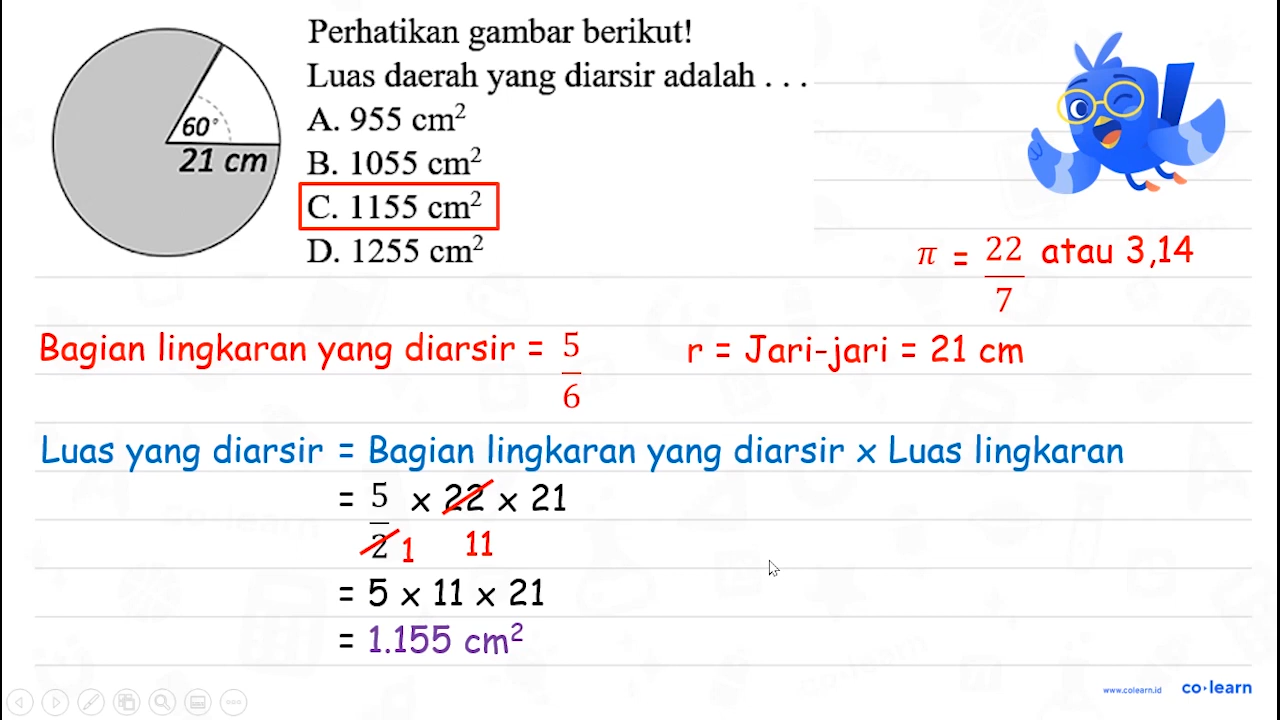 Perhatikan gambar berikut!
Luas daerah yang diarsir adalah . . .
60°
21 cm
A. 955 cm²
B. 1055 cm²
C. 1155 cm²
D. 1255 cm²
π = 22/7 atau 3,14
Bagian lingkaran yang diarsir = 5/6
r = Jari-jari = 21 cm
Luas yang diarsir = Bagian lingkaran yang diarsir x Luas lingkaran
= 5/2 x 22 x 21
1 11
= 5 x 11 x 21
= 1.155 cm²
www.colearn.id co·learn